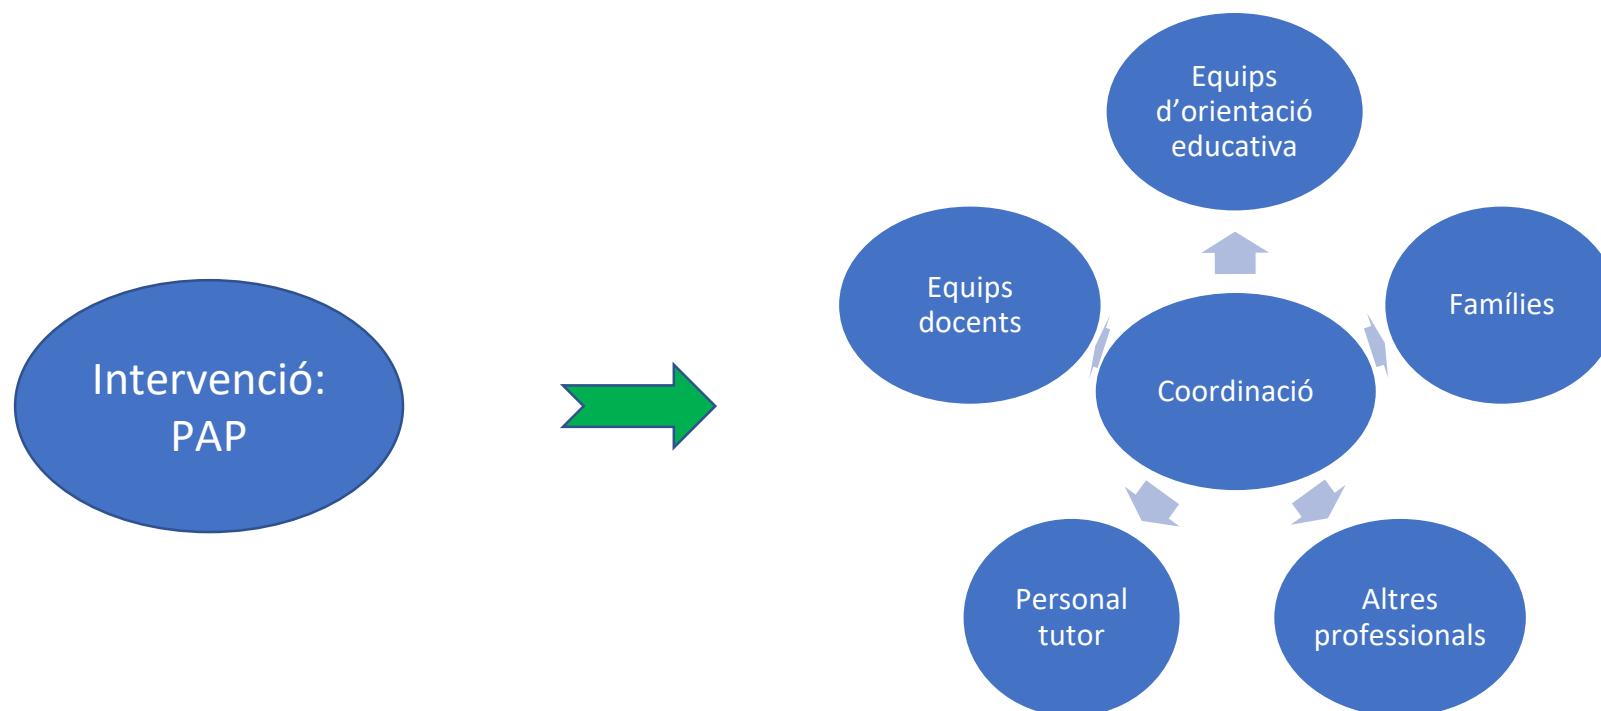 Intervenció:
PAP
Equips
d’orientació
educativa
Equips
docents
Famílies
Coordinació
Personal
tutor
Altres
professionals